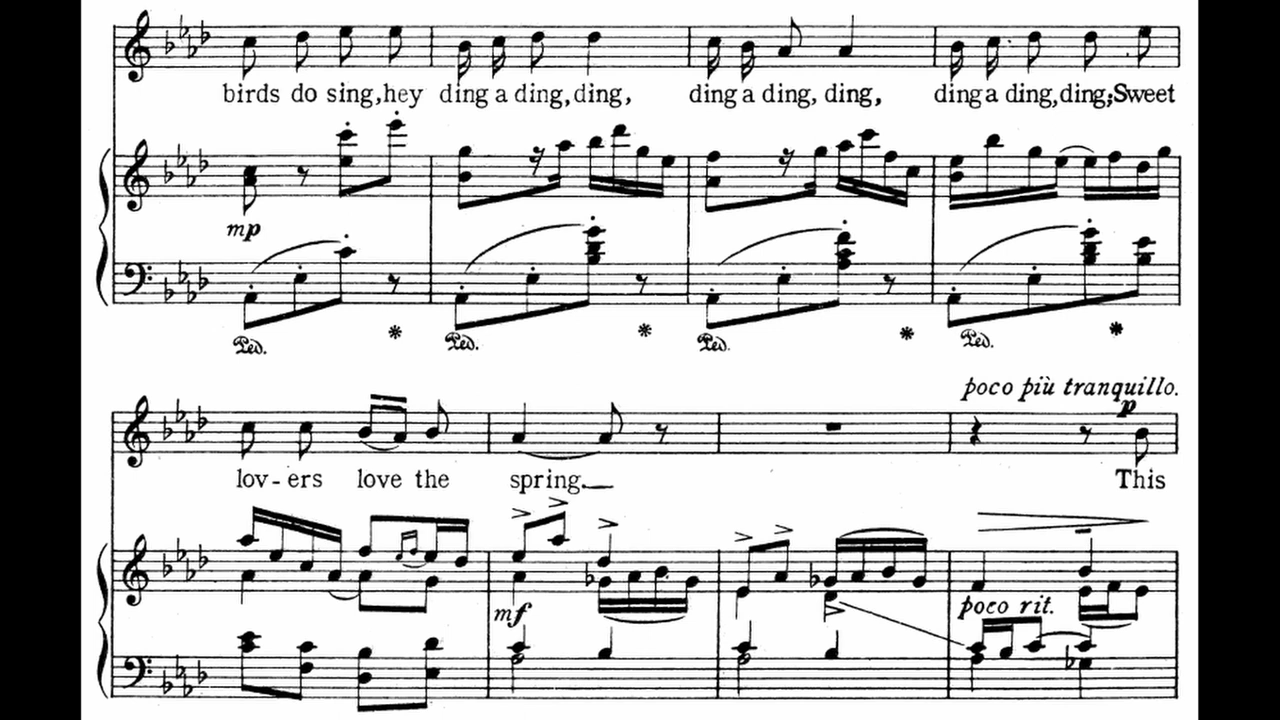 birds do sing, hey ding a ding, ding, ding a ding, ding, ding a ding, ding; Sweet
mp
Ped. * Ped. * Ped. * Ped. *
poco più tranquillo.
p
lov - ers love the spring. This
mf poco rit.